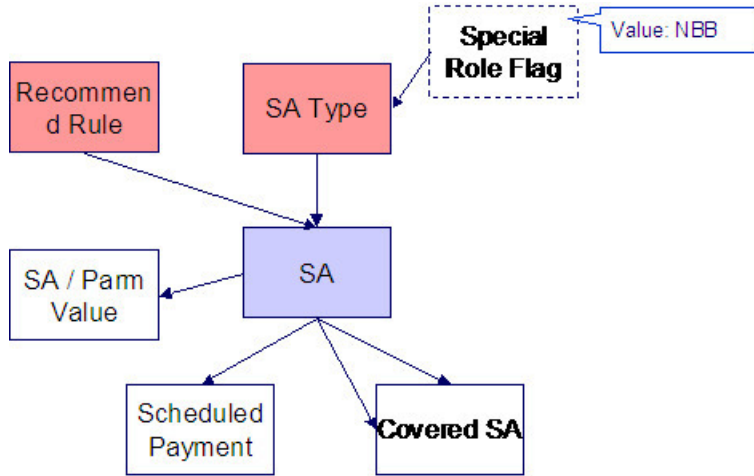 Special
Role Flag
Value: NBB
Recommen
d Rule
SA Type
SA
SA / Parm
Value
Scheduled
Payment
Covered SA